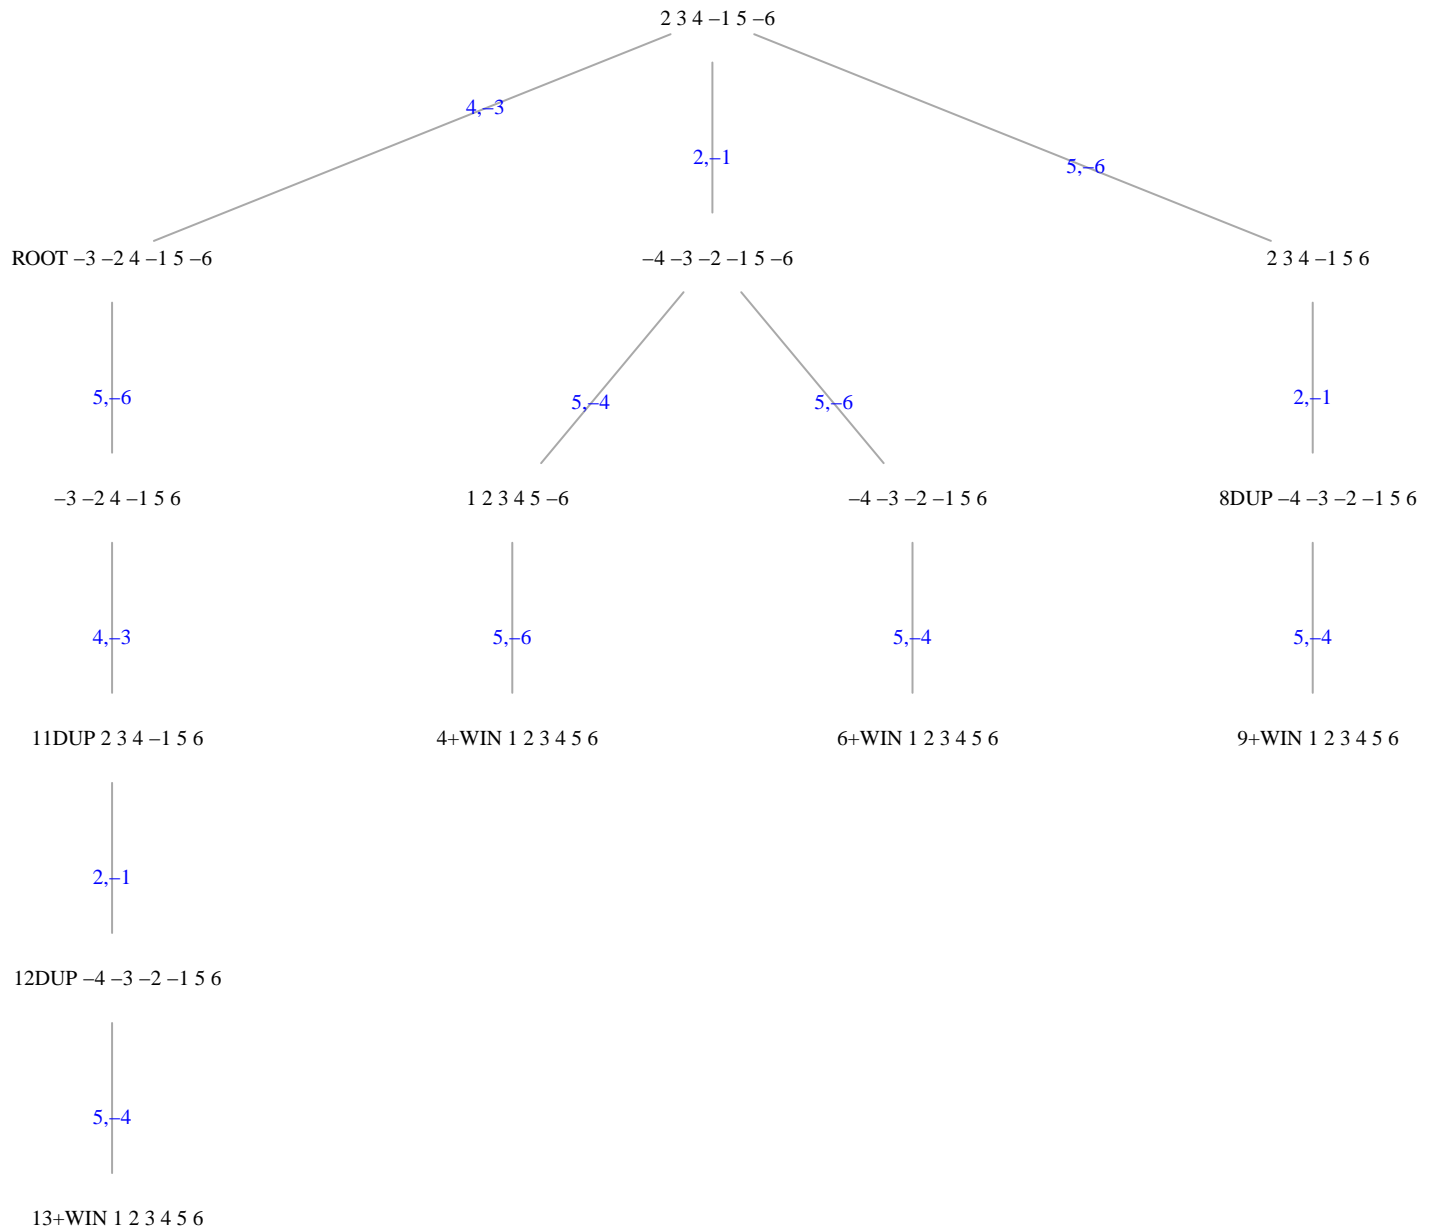 2 3 4 –1 5 –6
4,–3
2,–1
5,–6
ROOT –3 –2 4 –1 5 –6
–4 –3 –2 –1 5 –6
2 3 4 –1 5 6
5,–6
5,–4
5,–6
2,–1
–3 –2 4 –1 5 6
1 2 3 4 5 –6
–4 –3 –2 –1 5 6
8DUP –4 –3 –2 –1 5 6
4,–3
5,–6
5,–4
5,–4
11DUP 2 3 4 –1 5 6
4+WIN 1 2 3 4 5 6
6+WIN 1 2 3 4 5 6
9+WIN 1 2 3 4 5 6
2,–1
12DUP –4 –3 –2 –1 5 6
5,–4
13+WIN 1 2 3 4 5 6